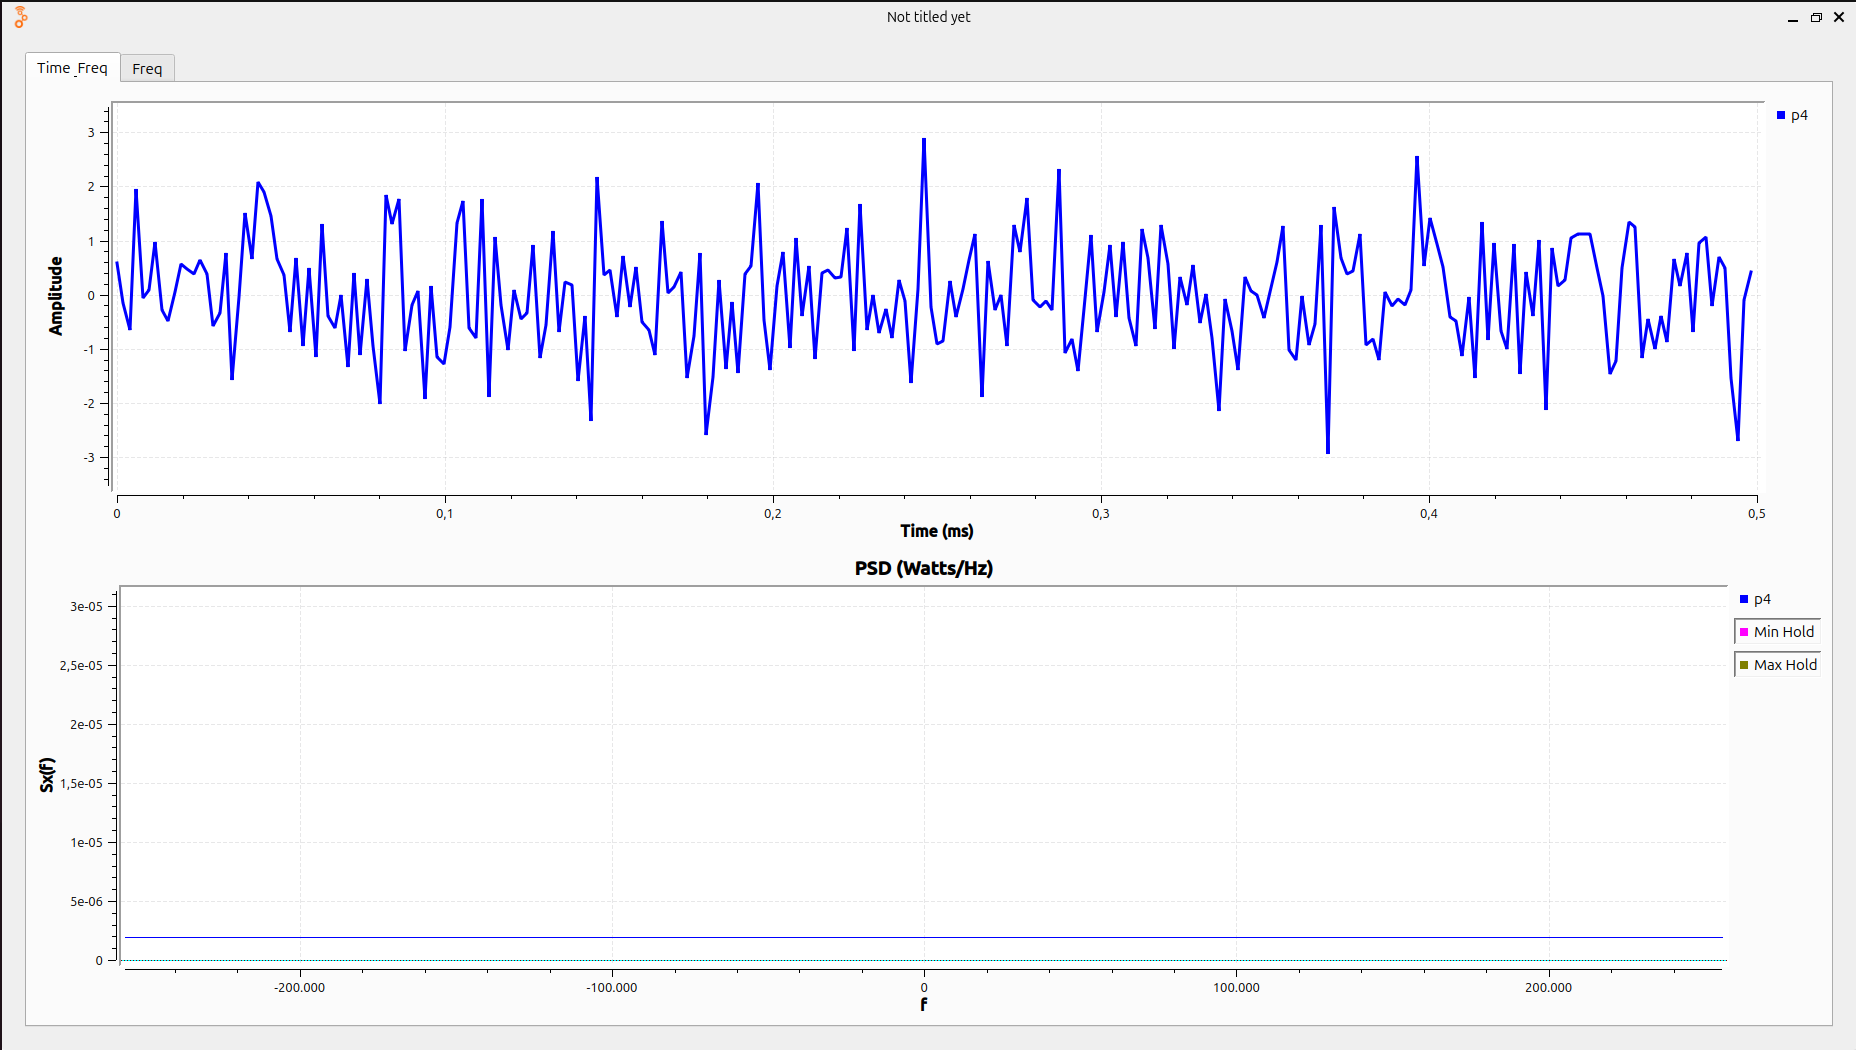 Not titled yet
Time_Freq
Freq
3
2
1
0
-1
-2
-3
Amplitude
p4
0
0,1
0,2
0,3
0,4
0,5
Time (ms)
PSD (Watts/Hz)
3e-05
2,5e-05
2e-05
1,5e-05
1e-05
5e-06
0
Sx(f)
p4
Min Hold
Max Hold
-200.000
-100.000
0
100.000
200.000
f